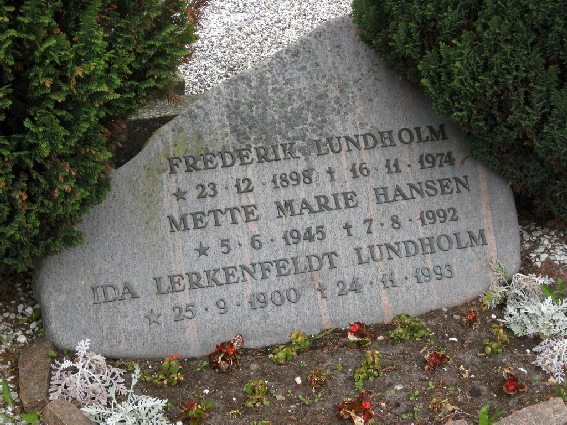 FREDERIK LUNDHOLM
★ 23 · 12 · 1898 † 16 · 11 · 1974
METTE MARIE HANSEN
★ 5 · 6 · 1945 † 7 · 8 · 1992
IDA LERKENFELDT LUNDHOLM
★ 25 · 9 · 1900 † 24 · 11 · 1993